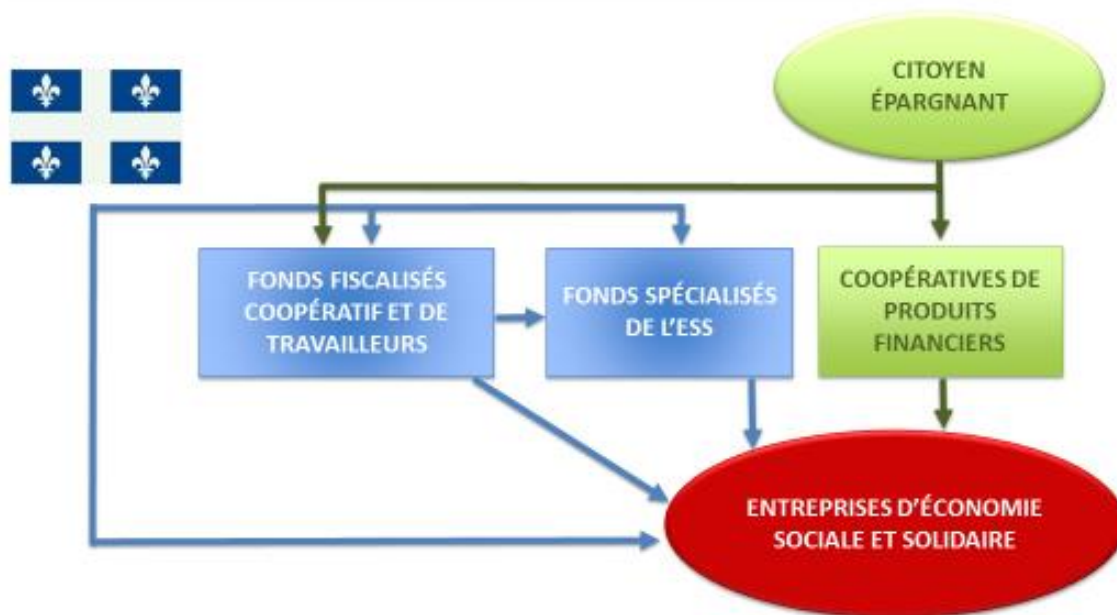 CITOYEN
ÉPARGNANT
FONDS FISCALISÉS
COOPÉRATIF ET DE
TRAVAILLEURS
FONDS SPÉCIALISÉS
DE L'ESS
COOPÉRATIVES DE
PRODUITS
FINANCIERS
ENTREPRISES D'ÉCONOMIE
SOCIALE ET SOLIDAIRE